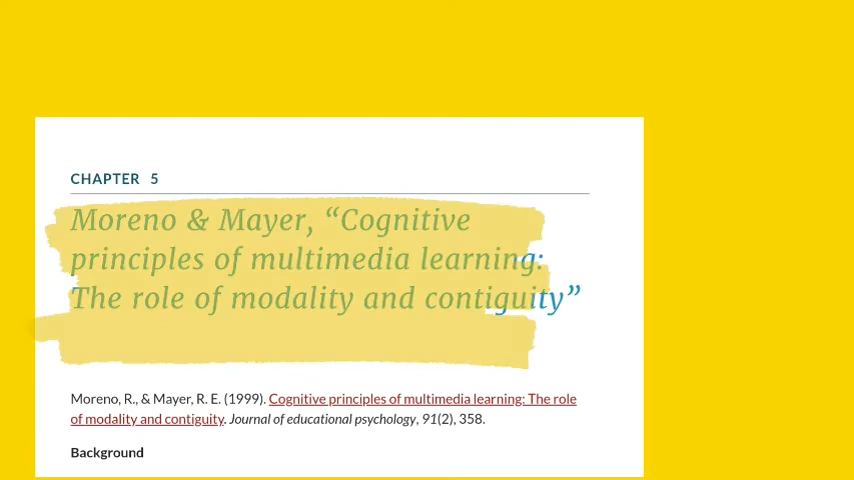 CHAPTER 5
Moreno & Mayer, “Cognitive
principles of multimedia learning:
The role of modality and contiguity”
Moreno, R., & Mayer, R. E. (1999). Cognitive principles of multimedia learning: The role
of modality and contiguity. Journal of educational psychology, 91(2), 358.
Background